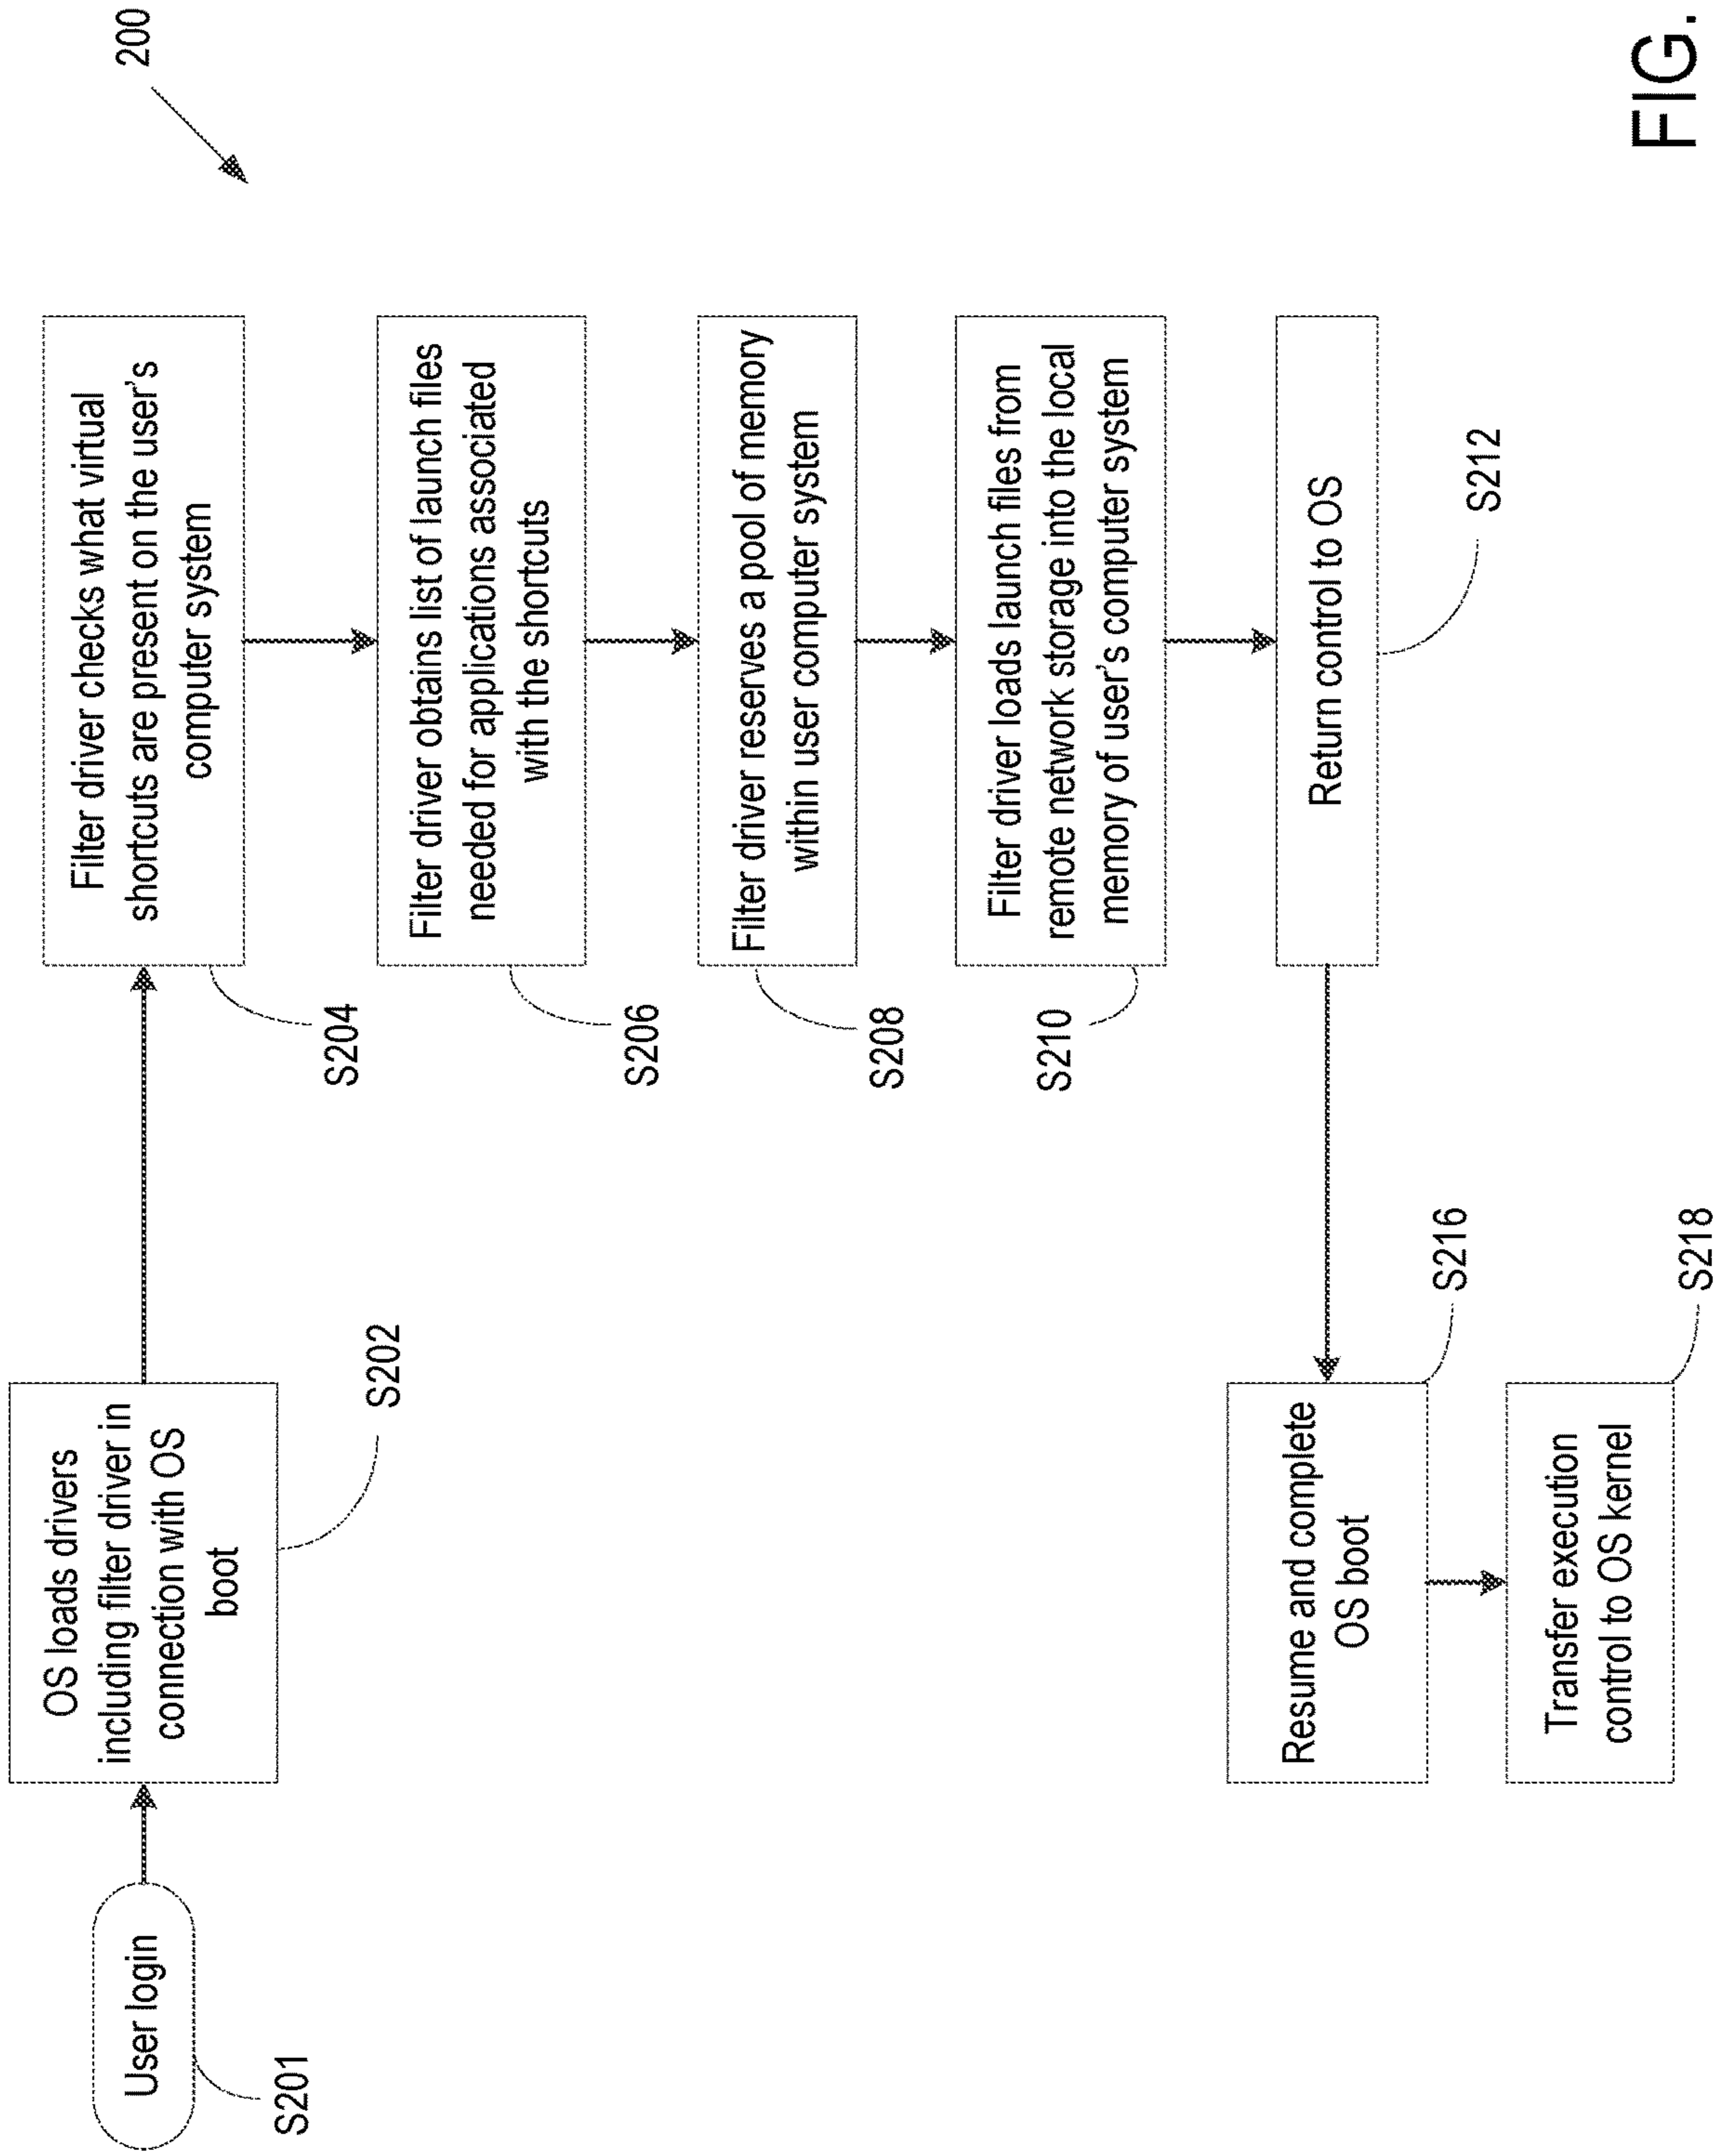 200
User login
S201
OS loads drivers
including filter driver in
connection with OS
boot
S202
Filter driver checks what virtual
shortcuts are present on the user's
computer system
S204
Filter driver obtains list of launch files
needed for applications associated
with the shortcuts
S206
Filter driver reserves a pool of memory
within user computer system
S208
Filter driver loads launch files from
remote network storage into the local
memory of user's computer system
S210
Return control to OS
S212
Resume and complete
OS boot
S216
Transfer execution
control to OS kernel
S218
FIG.